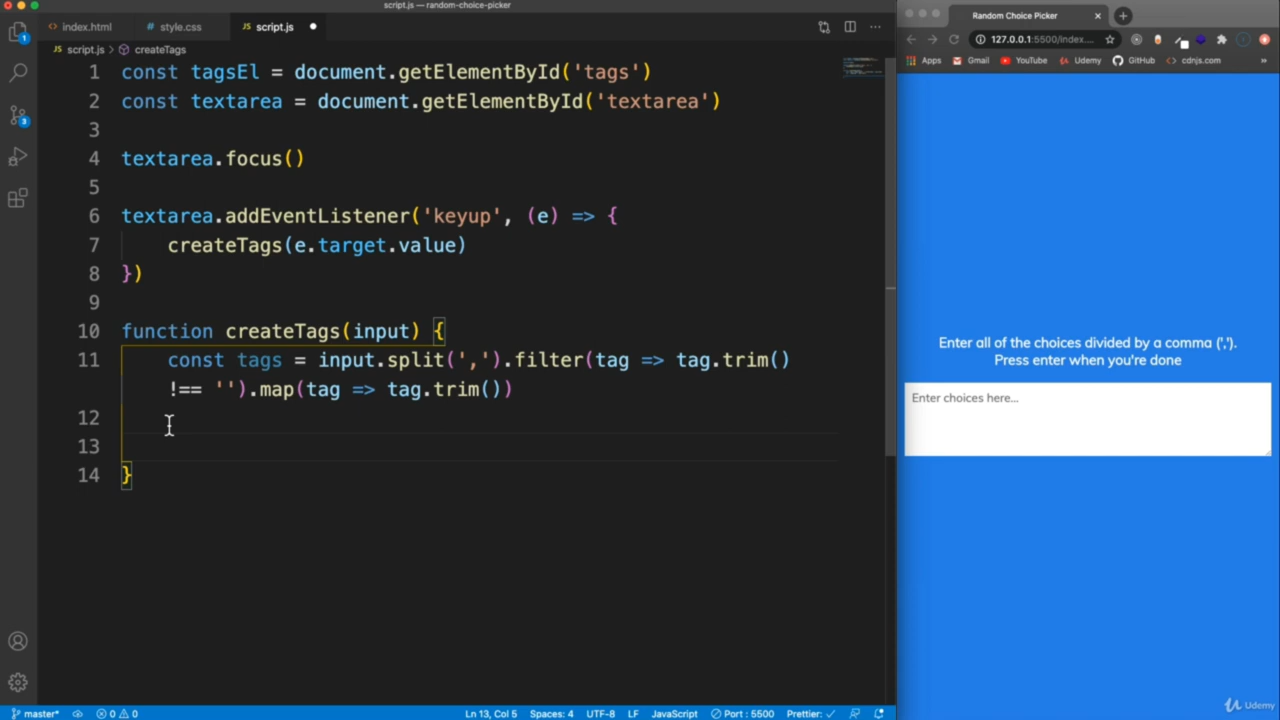 script.js — random-choice-picker
index.html
style.css
script.js
script.js > createTags
1 const tagsEl = document.getElementById('tags')
2 const textarea = document.getElementById('textarea')
3
4 textarea.focus()
5
6 textarea.addEventListener('keyup', (e) => {
7 createTags(e.target.value)
8 })
9
10 function createTags(input) {
11 const tags = input.split(',').filter(tag => tag.trim()
!== '').map(tag => tag.trim())
12
13
14 }
1
3
master*
0 0
Ln 13, Col 5
Spaces: 4
UTF-8
LF
JavaScript
Port : 5500
Prettier: ✓
Random Choice Picker
127.0.0.1:5500/index....
Apps
Gmail
YouTube
Udemy
GitHub
cdnjs.com
»
Enter all of the choices divided by a comma (',').
Press enter when you're done
Enter choices here...
Udemy